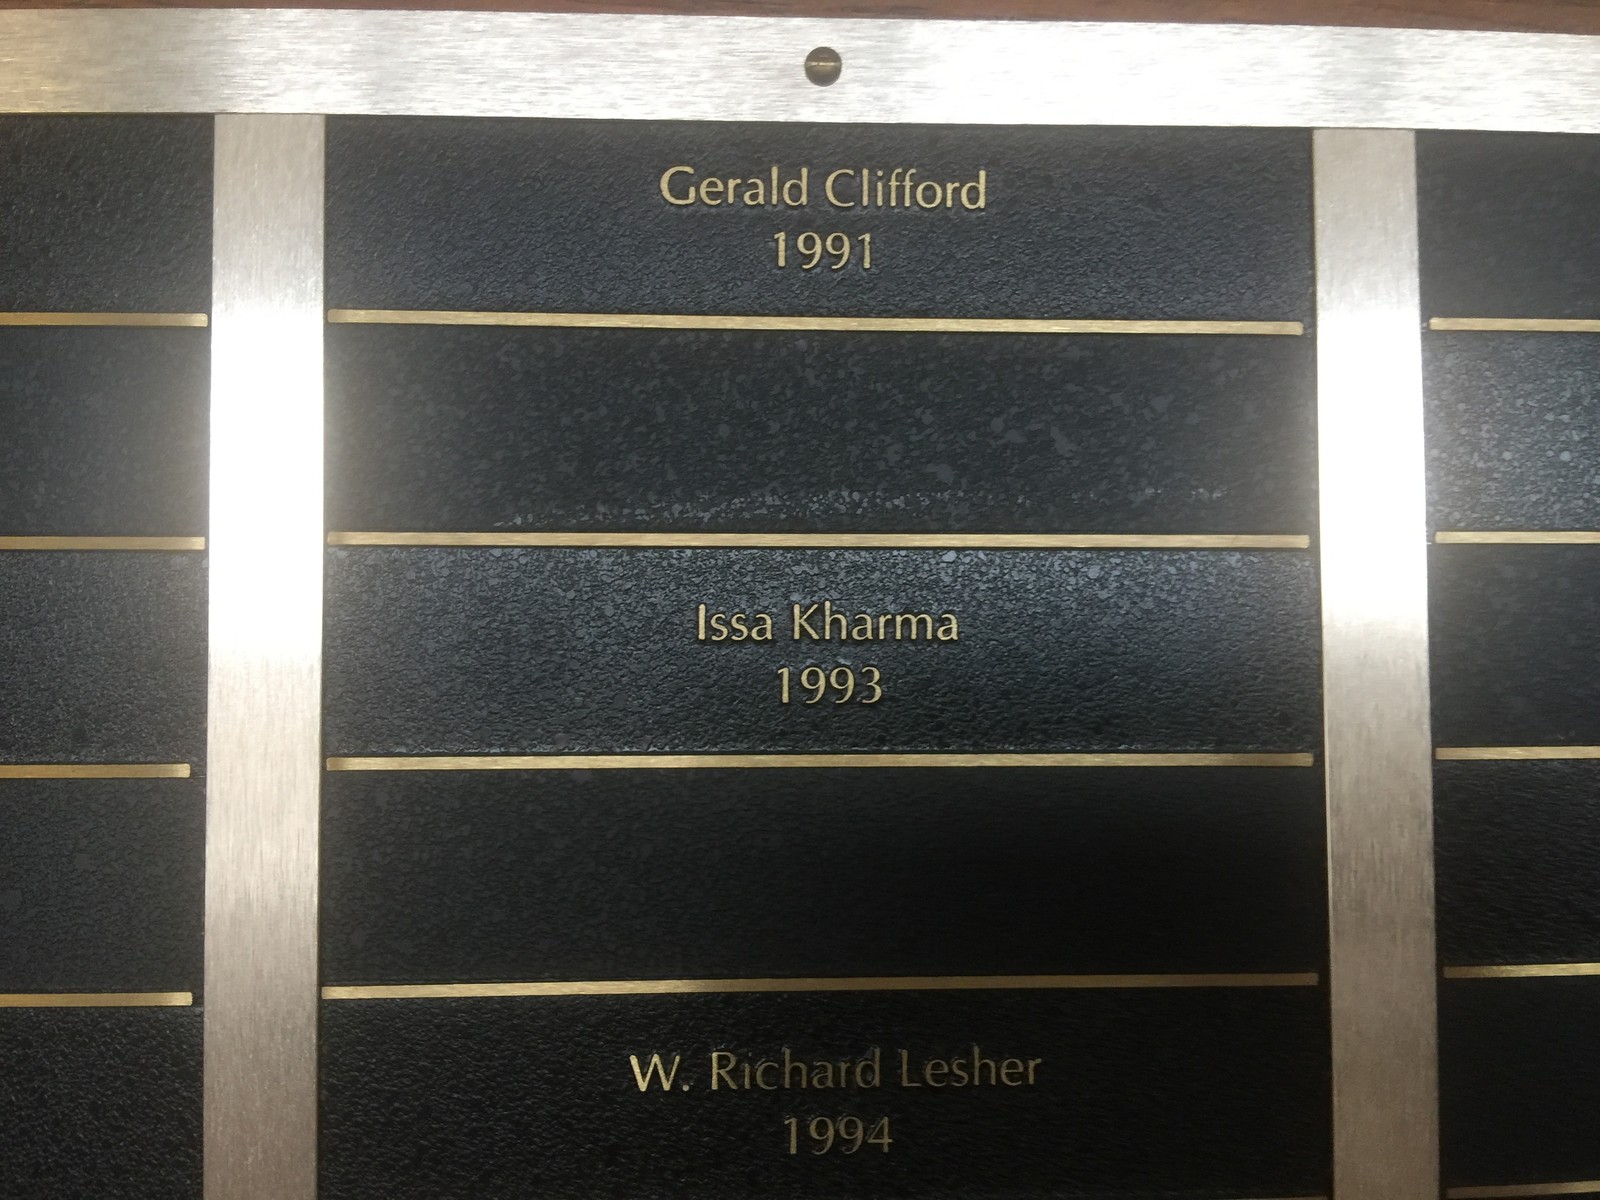 Gerald Clifford
1991
Issa Kharma
1993
W. Richard Lesher
1994